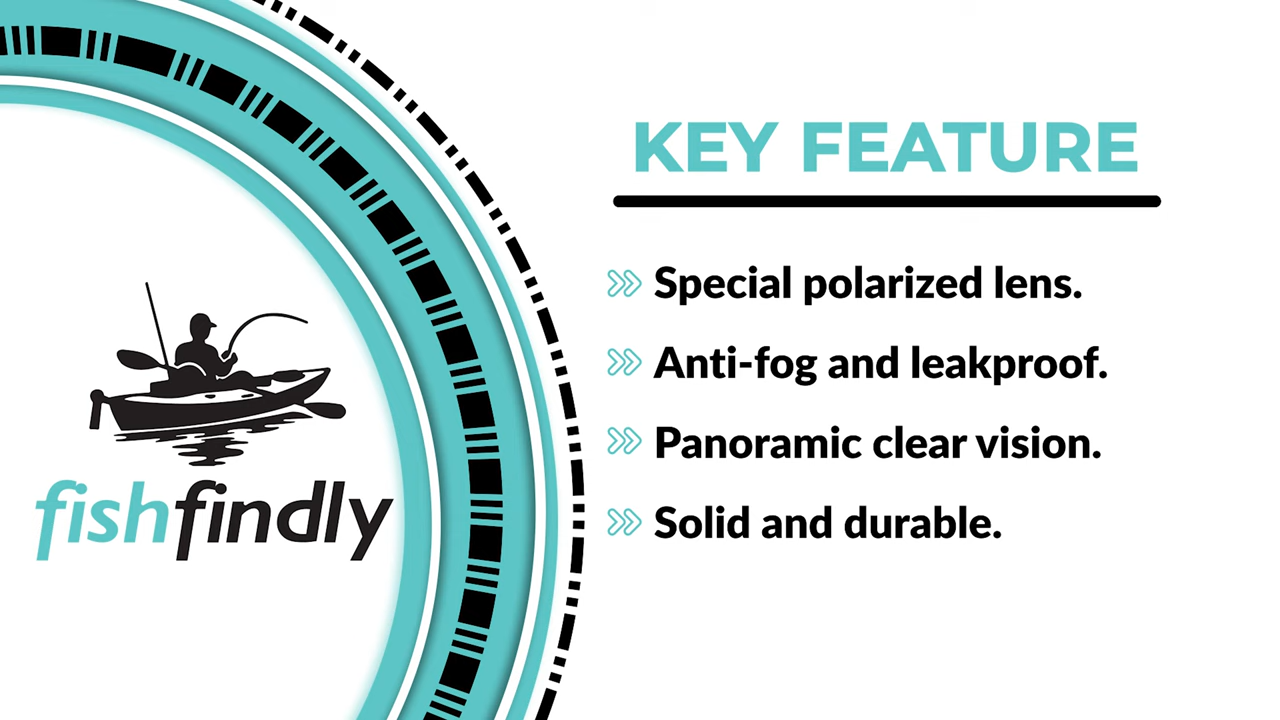 KEY FEATURE
Special polarized lens.
Anti-fog and leakproof.
Panoramic clear vision.
Solid and durable.
fishfindly